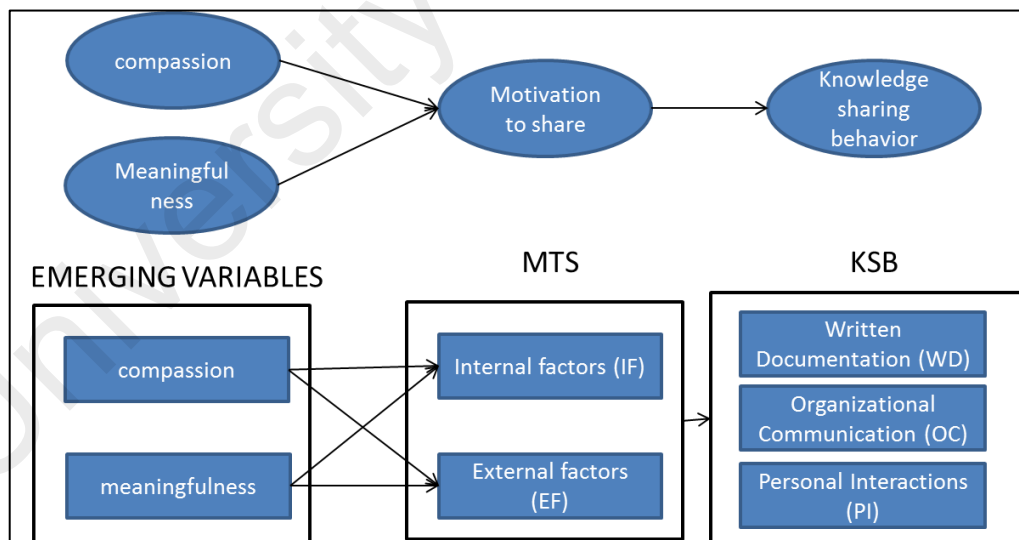 compassion
Motivation
to share
Knowledge
sharing
behavior
Meaningful
ness
EMERGING VARIABLES
MTS
KSB
compassion
Internal factors (IF)
Written
Documentation (WD)
Organizational
Communication (OC)
meaningfulness
External factors
(EF)
Personal Interactions
(PI)
University